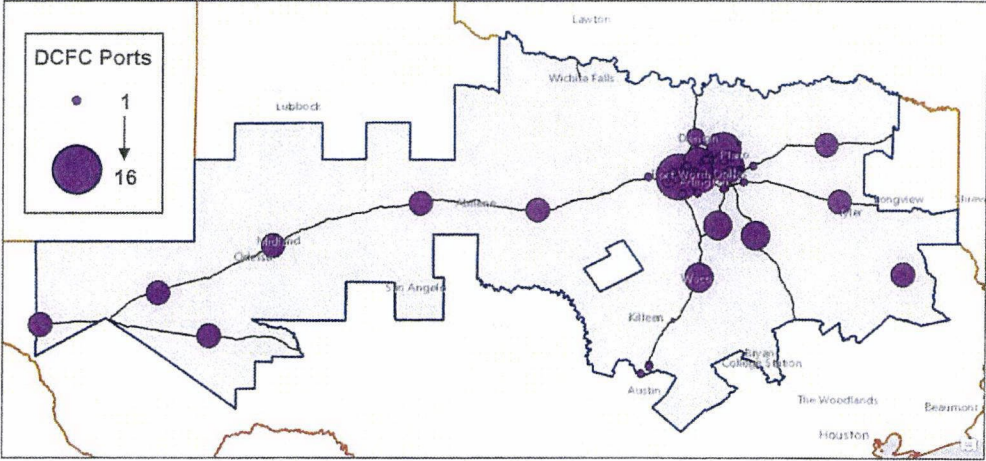 DCFC Ports
1
16
Lawton
Wichita Falls
Lubbock
Denton
Plano
Fort Worth Dallas
Arlington
Abilene
Longview
Tyler
Midland
Odessa
Waco
San Angelo
Killeen
Bryan
College Station
Austin
The Woodlands
Beaumont
Houston